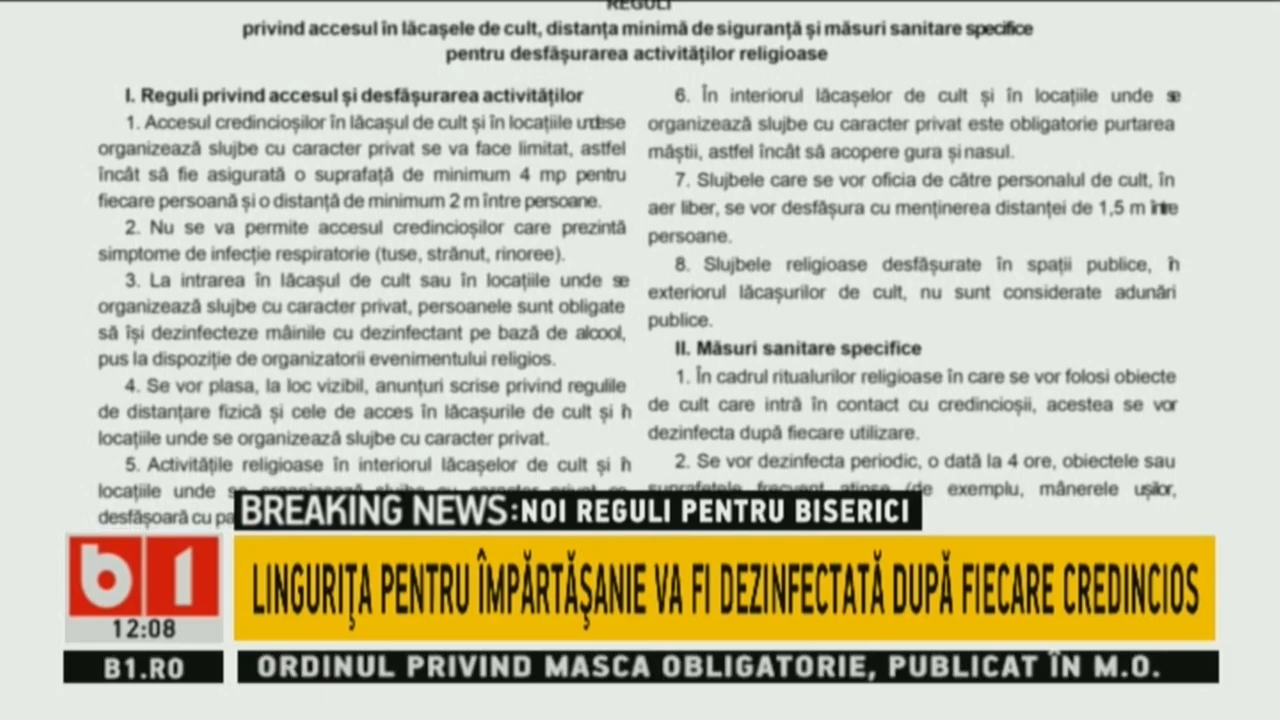 REGULI
privind accesul în lăcașele de cult, distanța minimă de siguranță și măsuri sanitare specifice
pentru desfășurarea activităților religioase
I. Reguli privind accesul și desfășurarea activităților
1. Accesul credincioșilor în lăcașul de cult și în locațiile unde se
organizează slujbe cu caracter privat se va face limitat, astfel
încât să fie asigurată o suprafață de minimum 4 mp pentru
fiecare persoană și o distanță de minimum 2 m între persoane.
2. Nu se va permite accesul credincioșilor care prezintă
simptome de infecție respiratorie (tuse, strănut, rinoree).
3. La intrarea în lăcașul de cult sau în locațiile unde se
organizează slujbe cu caracter privat, persoanele sunt obligate
să își dezinfecteze mâinile cu dezinfectant pe bază de alcool,
pus la dispoziție de organizatorii evenimentului religios.
4. Se vor plasa, la loc vizibil, anunțuri scrise privind regulile
de distanțare fizică și cele de acces în lăcașurile de cult și în
locațiile unde se organizează slujbe cu caracter privat.
5. Activitățile religioase în interiorul lăcașelor de cult și în
locațiile unde se organizează slujbe cu caracter privat se
desfășoară cu
6. În interiorul lăcașelor de cult și în locațiile unde se
organizează slujbe cu caracter privat este obligatorie purtarea
măștii, astfel încât să acopere gura și nasul.
7. Slujbele care se vor oficia de către personalul de cult, în
aer liber, se vor desfășura cu menținerea distanței de 1,5 m între
persoane.
8. Slujbele religioase desfășurate în spații publice, în
exteriorul lăcașurilor de cult, nu sunt considerate adunări
publice.
II. Măsuri sanitare specifice
1. În cadrul ritualurilor religioase în care se vor folosi obiecte
de cult care intră în contact cu credincioșii, acestea se vor
dezinfecta după fiecare utilizare.
2. Se vor dezinfecta periodic, o dată la 4 ore, obiectele sau
suprafețele frecvent atinse (de exemplu, mânerele ușilor,
BREAKING NEWS:NOI REGULI PENTRU BISERICI
b1
LINGURIȚA PENTRU ÎMPĂRTĂȘANIE VA FI DEZINFECTATĂ DUPĂ FIECARE CREDINCIOS
12:08
B1.RO
ORDINUL PRIVIND MASCA OBLIGATORIE, PUBLICAT ÎN M.O.